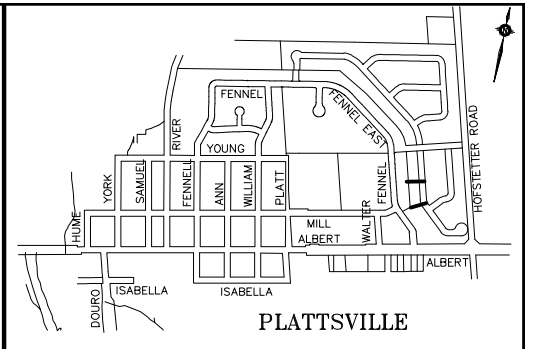 FENNEL
FENNEL EAST
HOFSTETTER ROAD
RIVER
YOUNG
YORK
SAMUEL
FENNELL
ANN
WILLIAM
PLATT
FENNEL
WALTER
HUME
MILL
ALBERT
ALBERT
ISABELLA
ISABELLA
DOURO
PLATTSVILLE